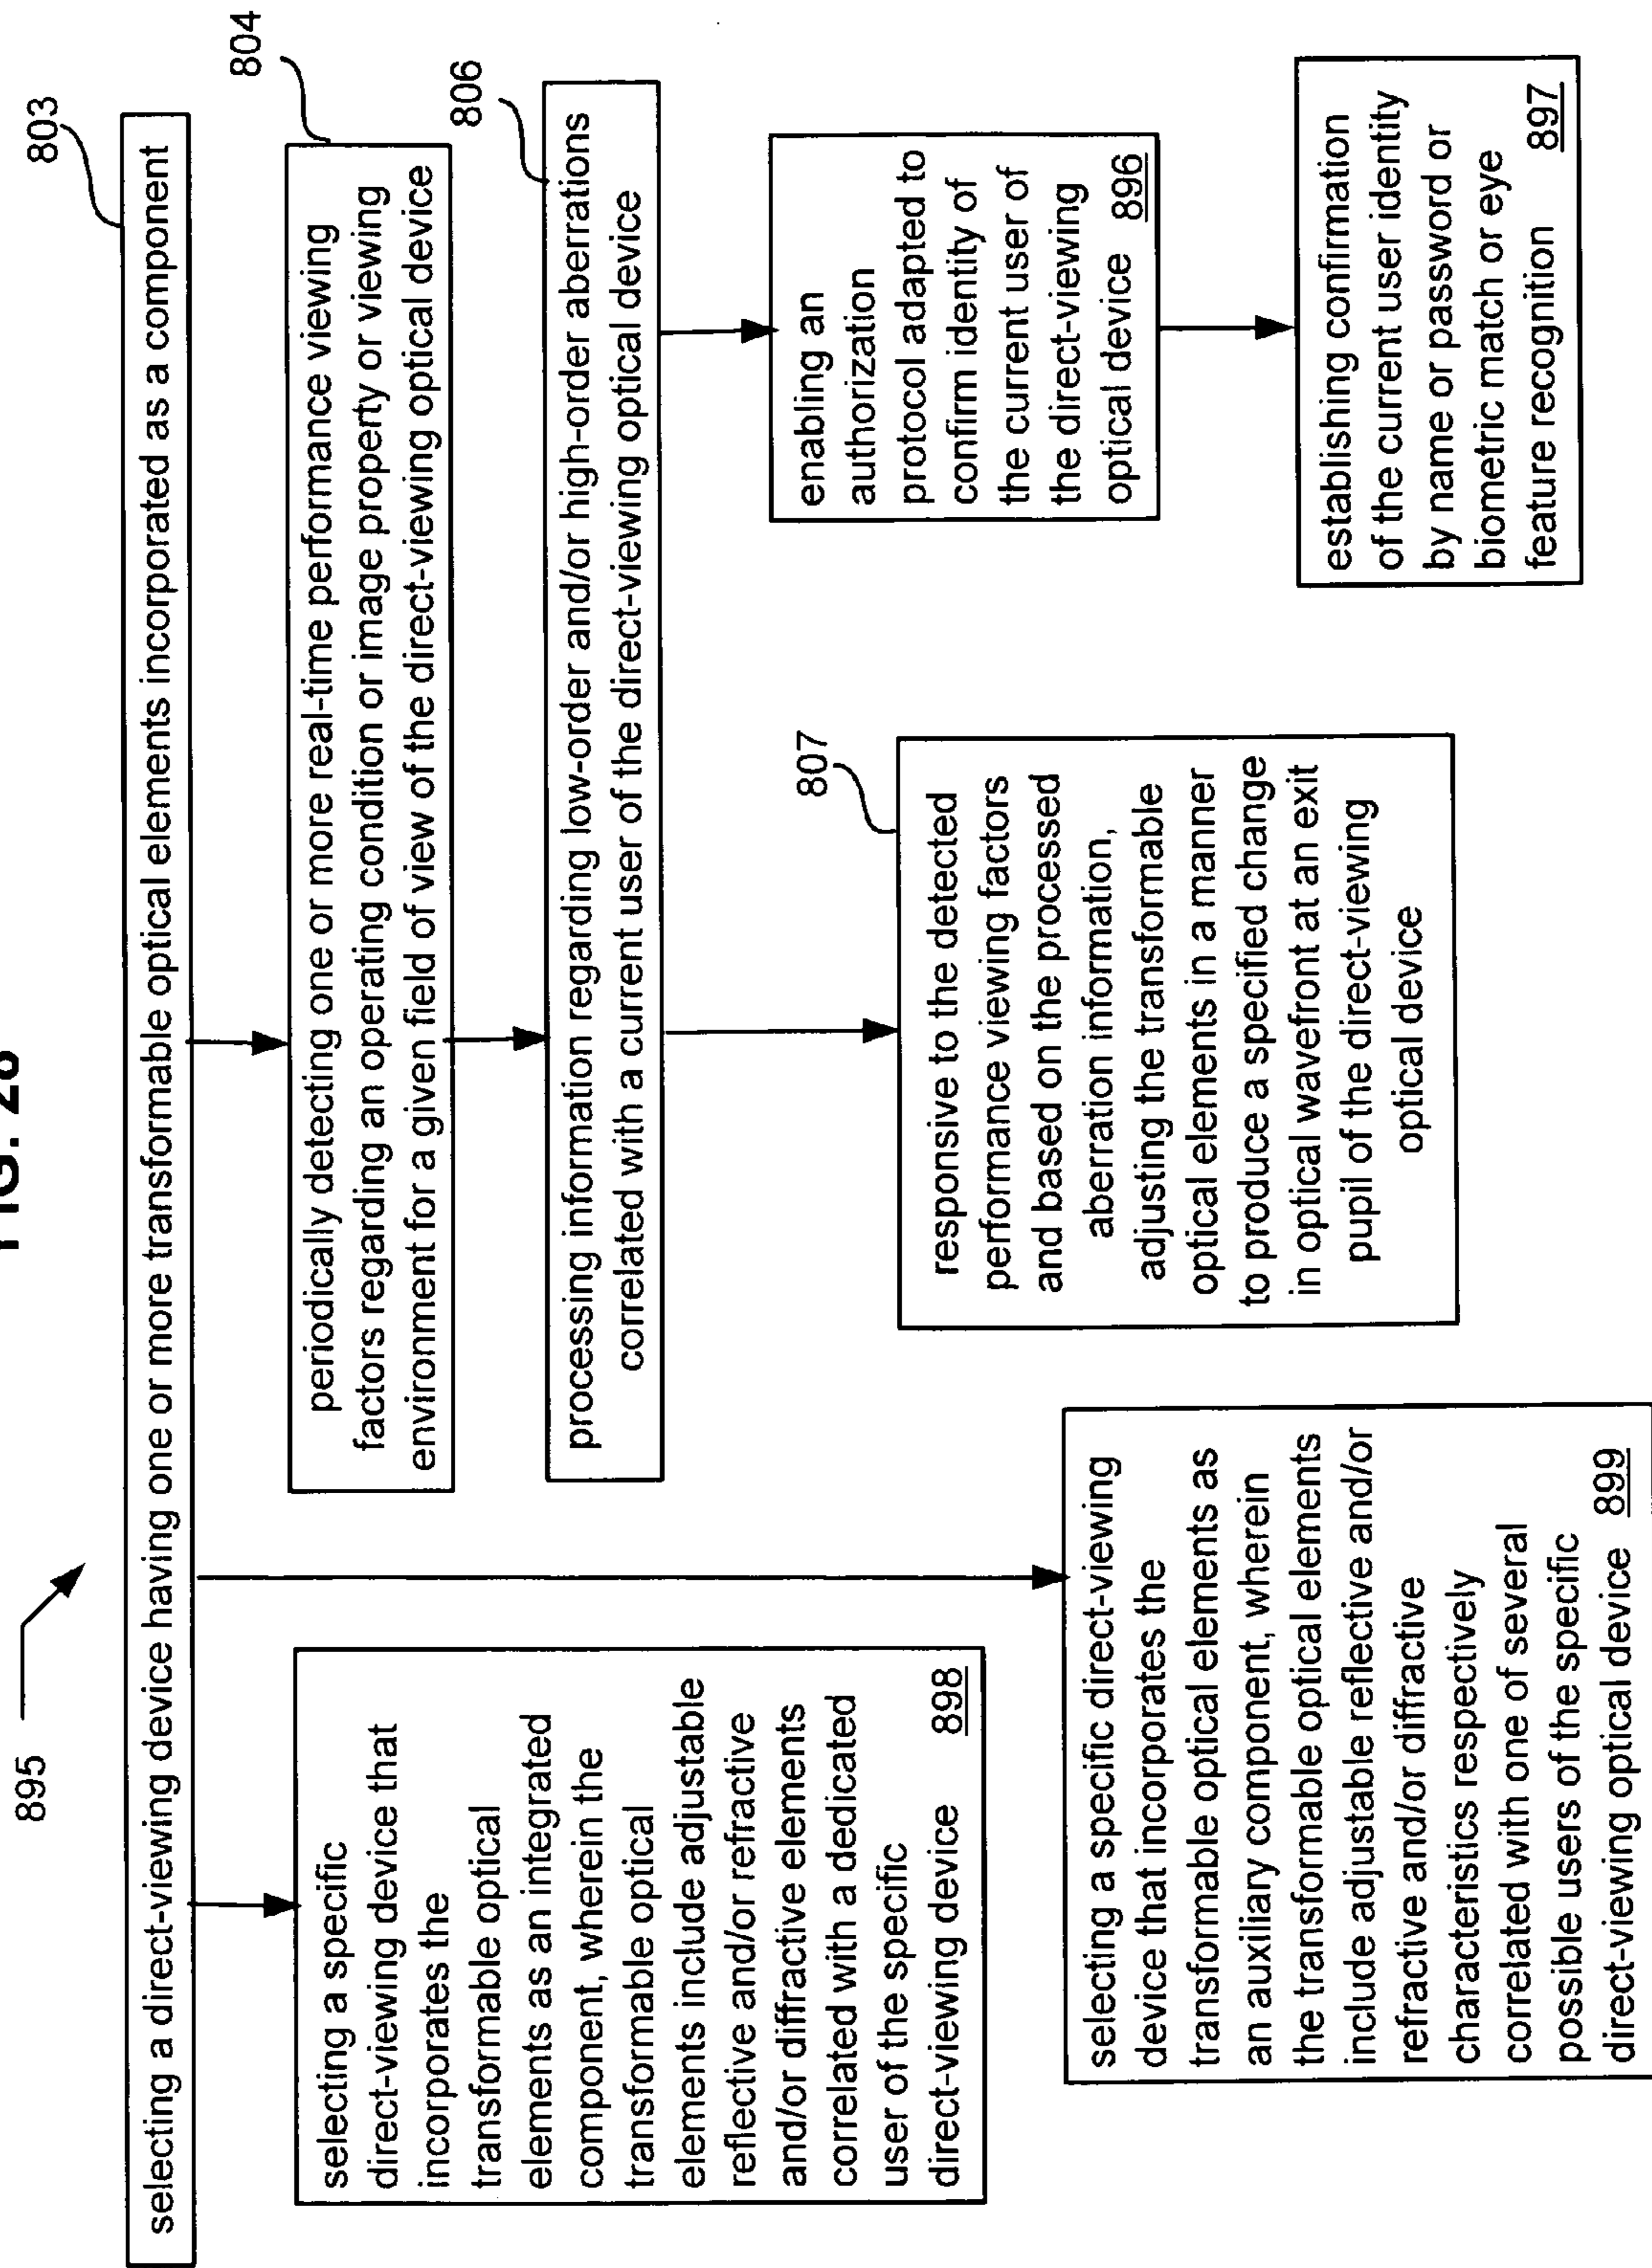 FIG.
895
803
selecting a direct-viewing device having one or more transformable optical elements incorporated as a component
804
periodically detecting one or more real-time performance viewing
factors regarding an operating condition or image property or viewing
environment for a given field of view of the direct-viewing optical device
806
processing information regarding low-order and/or high-order aberrations
correlated with a current user of the direct-viewing optical device
selecting a specific
direct-viewing device that
incorporates the
transformable optical
elements as an integrated
component, wherein the
transformable optical
elements include adjustable
reflective and/or refractive
and/or diffractive elements
correlated with a dedicated
user of the specific
direct-viewing device 898
selecting a specific direct-viewing
device that incorporates the
transformable optical elements as
an auxiliary component, wherein
the transformable optical elements
include adjustable reflective and/or
refractive and/or diffractive
characteristics respectively
correlated with one of several
possible users of the specific
direct-viewing optical device 899
807
responsive to the detected
performance viewing factors
and based on the processed
aberration information,
adjusting the transformable
optical elements in a manner
to produce a specified change
in optical wavefront at an exit
pupil of the direct-viewing
optical device
enabling an
authorization
protocol adapted to
confirm identity of
the current user of
the direct-viewing
optical device 896
establishing confirmation
of the current user identity
by name or password or
biometric match or eye
feature recognition 897